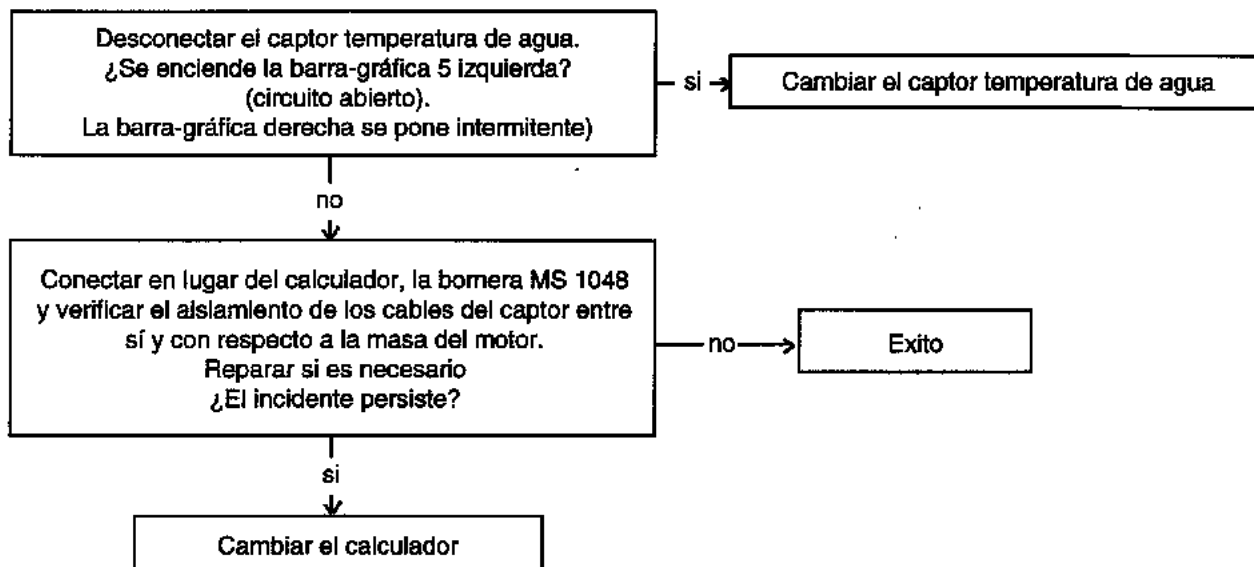 Desconectar el captor temperatura de agua.
¿Se enciende la barra-gráfica 5 izquierda?
(circuito abierto).
La barra-gráfica derecha se pone intermitente)
si
Cambiar el captor temperatura de agua
no
Conectar en lugar del calculador, la bornera MS 1048
y verificar el aislamiento de los cables del captor entre
sí y con respecto a la masa del motor.
Reparar si es necesario
¿El incidente persiste?
no
Exito
si
Cambiar el calculador